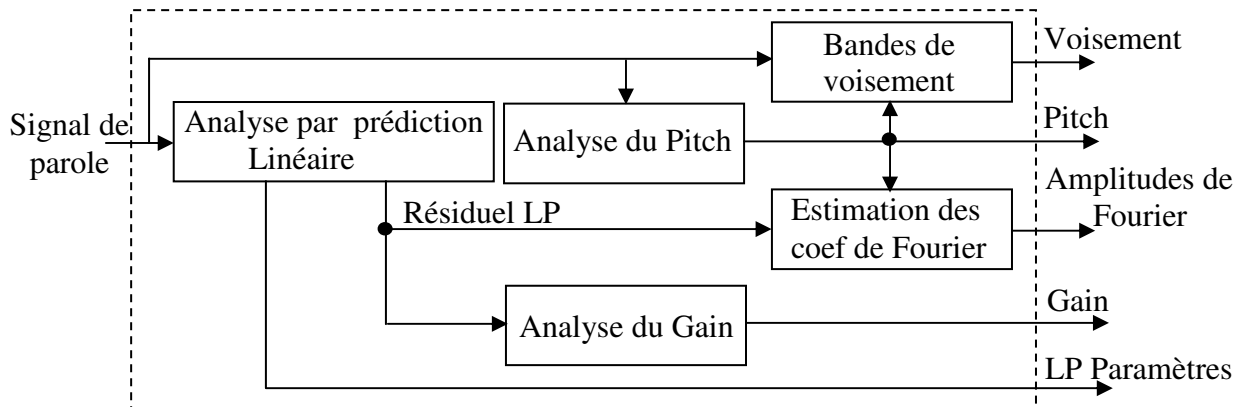 Signal de
parole
Analyse par prédiction
Linéaire
Analyse du Pitch
Bandes de
voisement
Voisement
Pitch
Résiduel LP
Estimation des
coef de Fourier
Amplitudes de
Fourier
Analyse du Gain
Gain
LP Paramètres